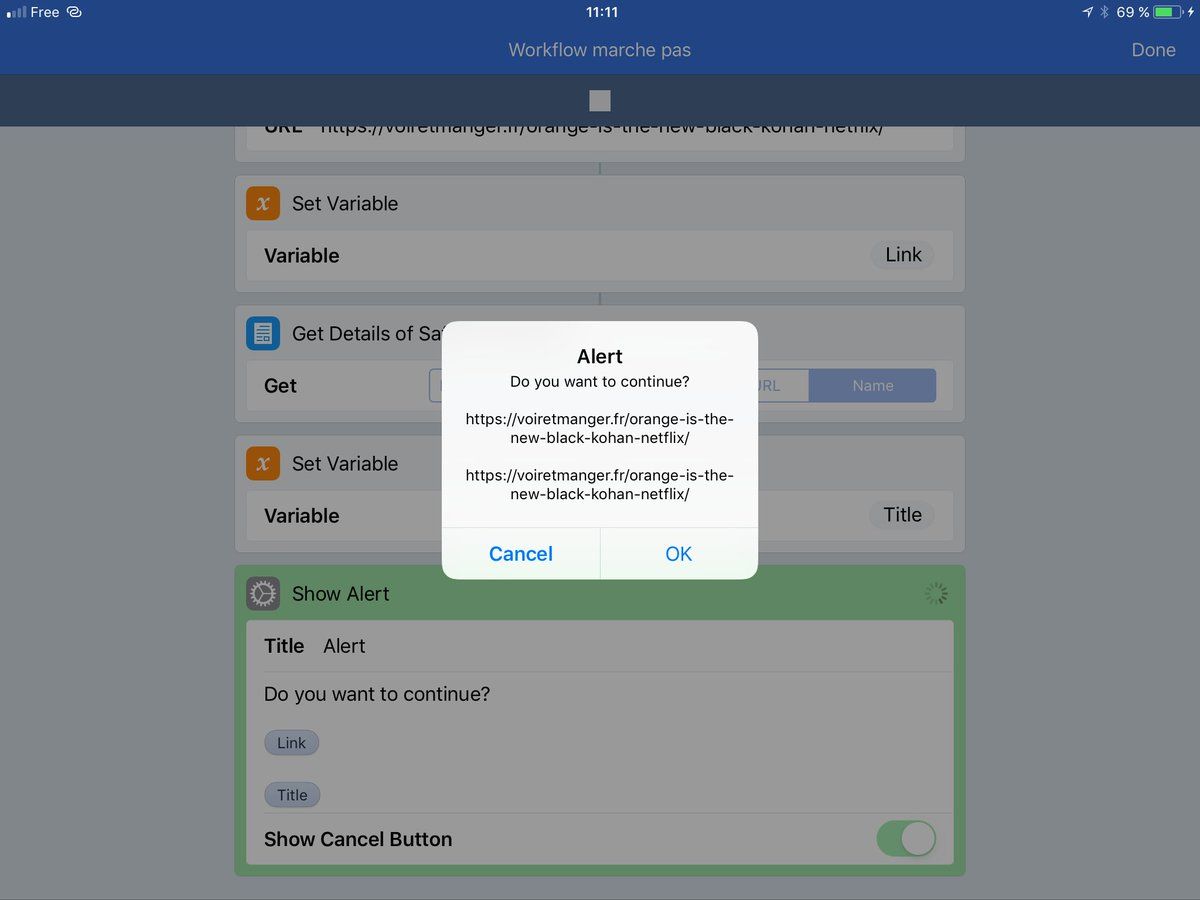 Free
11:11
69 %
Workflow marche pas
Done
URL https://voiretmanger.fr/orange-is-the-new-black-kohan-netflix/
Set Variable
Variable
Link
Get Details of
Get
URL
Name
Set Variable
Variable
Title
Alert
Do you want to continue?
https://voiretmanger.fr/orange-is-the-
new-black-kohan-netflix/
https://voiretmanger.fr/orange-is-the-
new-black-kohan-netflix/
Cancel
OK
Show Alert
Title Alert
Do you want to continue?
Link
Title
Show Cancel Button